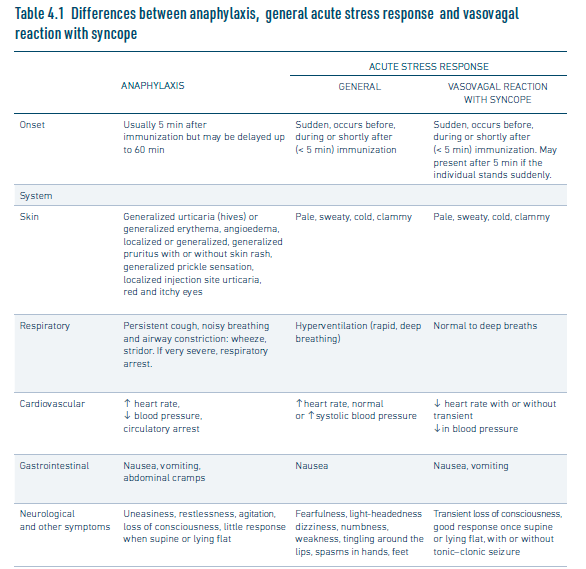 Table 4.1 Differences between anaphylaxis, general acute stress response and vasovagal
reaction with syncope
ACUTE STRESS RESPONSE
ANAPHYLAXIS
GENERAL
VASOVAGAL REACTION
WITH SYNCOPE
Onset
Usually 5 min after
immunization but may be delayed up
to 60 min
Sudden, occurs before,
during or shortly after
(< 5 min) immunization
Sudden, occurs before,
during or shortly after
(< 5 min) immunization. May
present after 5 min if the
individual stands suddenly.
System
Skin
Generalized urticaria (hives) or
generalized erythema, angioedema,
localized or generalized, generalized
pruritus with or without skin rash,
generalized prickle sensation,
localized injection site urticaria,
red and itchy eyes
Pale, sweaty, cold, clammy
Pale, sweaty, cold, clammy
Respiratory
Persistent cough, noisy breathing
and airway constriction: wheeze,
stridor. If very severe, respiratory
arrest.
Hyperventilation (rapid, deep
breathing)
Normal to deep breaths
Cardiovascular
↑ heart rate,
↓ blood pressure,
circulatory arrest
↑ heart rate, normal
or ↑ systolic blood pressure
↓ heart rate with or without
transient
↓ in blood pressure
Gastrointestinal
Nausea, vomiting,
abdominal cramps
Nausea
Nausea, vomiting
Neurological
and other symptoms
Uneasiness, restlessness, agitation,
loss of consciousness, little response
when supine or lying flat
Fearfulness, light-headedness
dizziness, numbness,
weakness, tingling around the
lips, spasms in hands, feet
Transient loss of consciousness,
good response once supine
or lying flat, with or without
tonic–clonic seizure